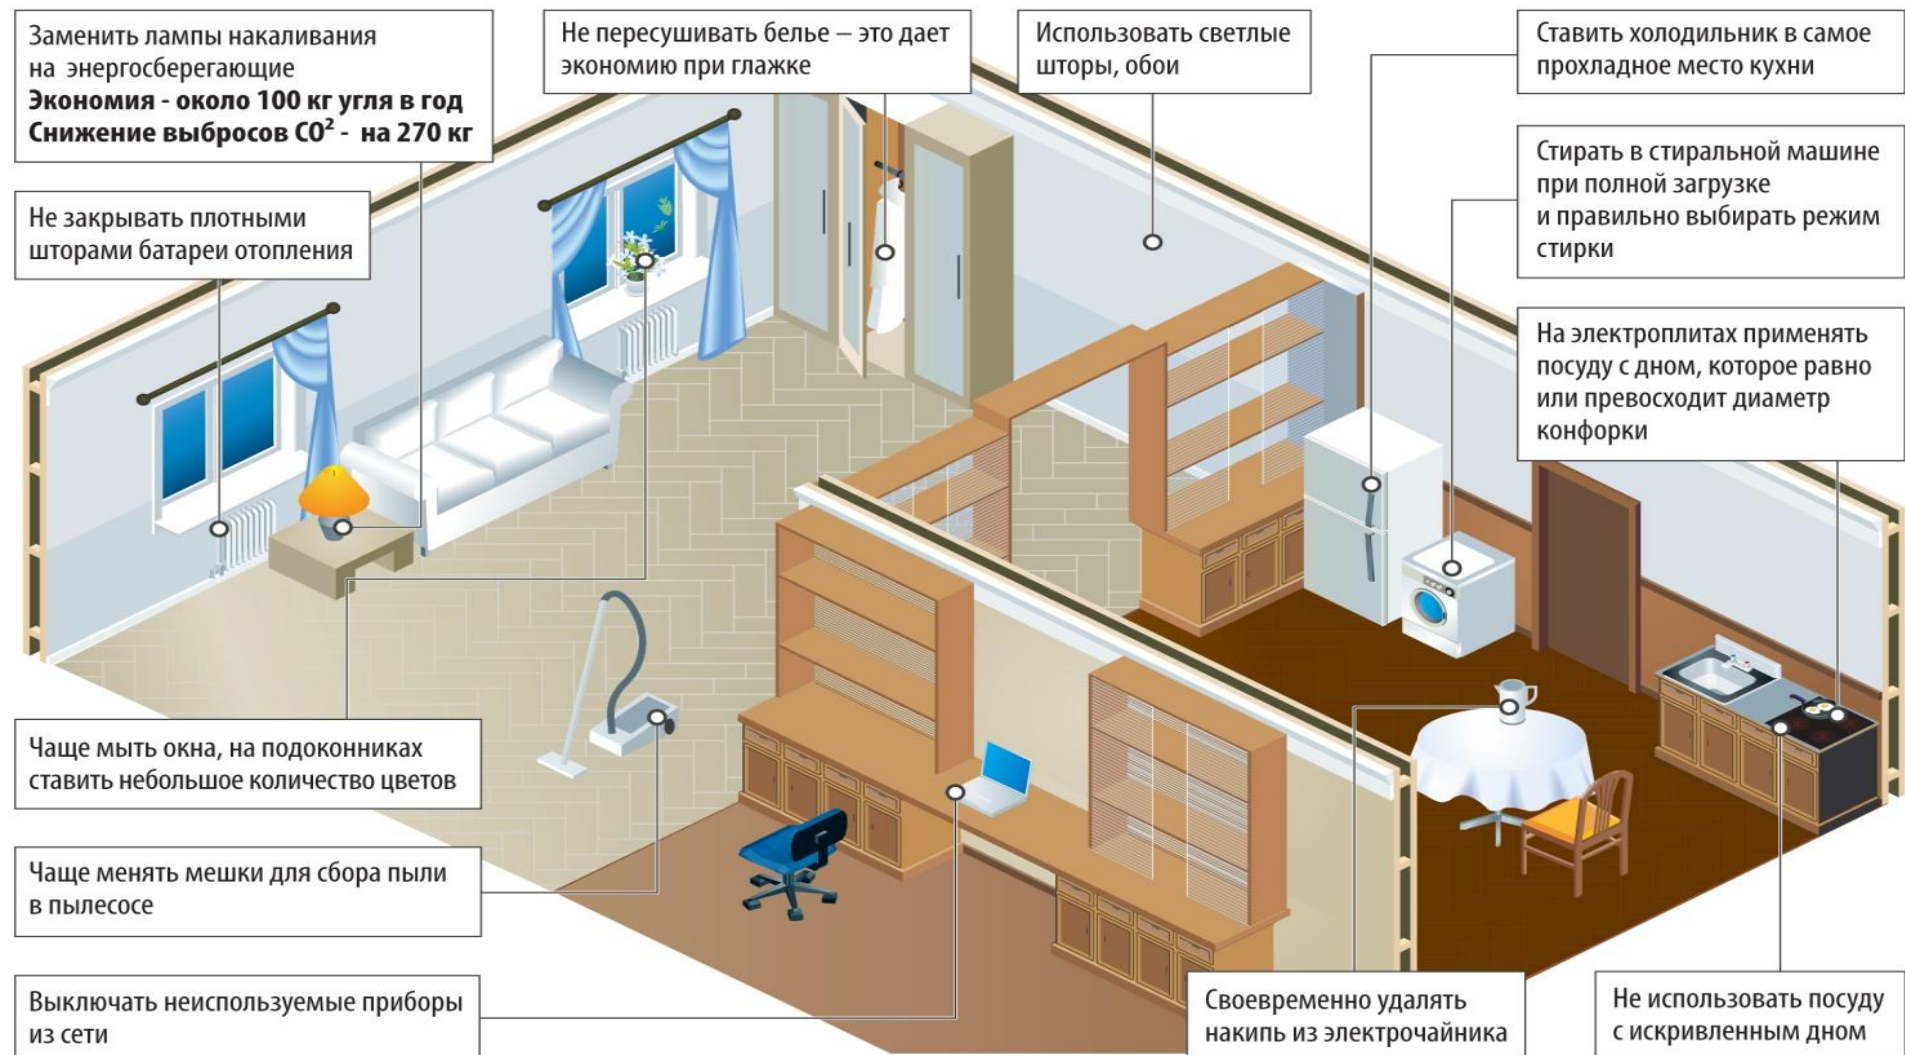 Заменить лампы накаливания
на энергосберегающие
Экономия - около 100 кг угля в год
Снижение выбросов CO² - на 270 кг
Не пересушивать белье – это дает
экономию при глажке
Использовать светлые
шторы, обои
Ставить холодильник в самое
прохладное место кухни
Стирать в стиральной машине
при полной загрузке
и правильно выбирать режим
стирки
Не закрывать плотными
шторами батареи отопления
На электроплитах применять
посуду с дном, которое равно
или превосходит диаметр
конфорки
Чаще мыть окна, на подоконниках
ставить небольшое количество цветов
Чаще менять мешки для сбора пыли
в пылесосе
Выключать неиспользуемые приборы
из сети
Своевременно удалять
накипь из электрочайника
Не использовать посуду
с искривленным дном